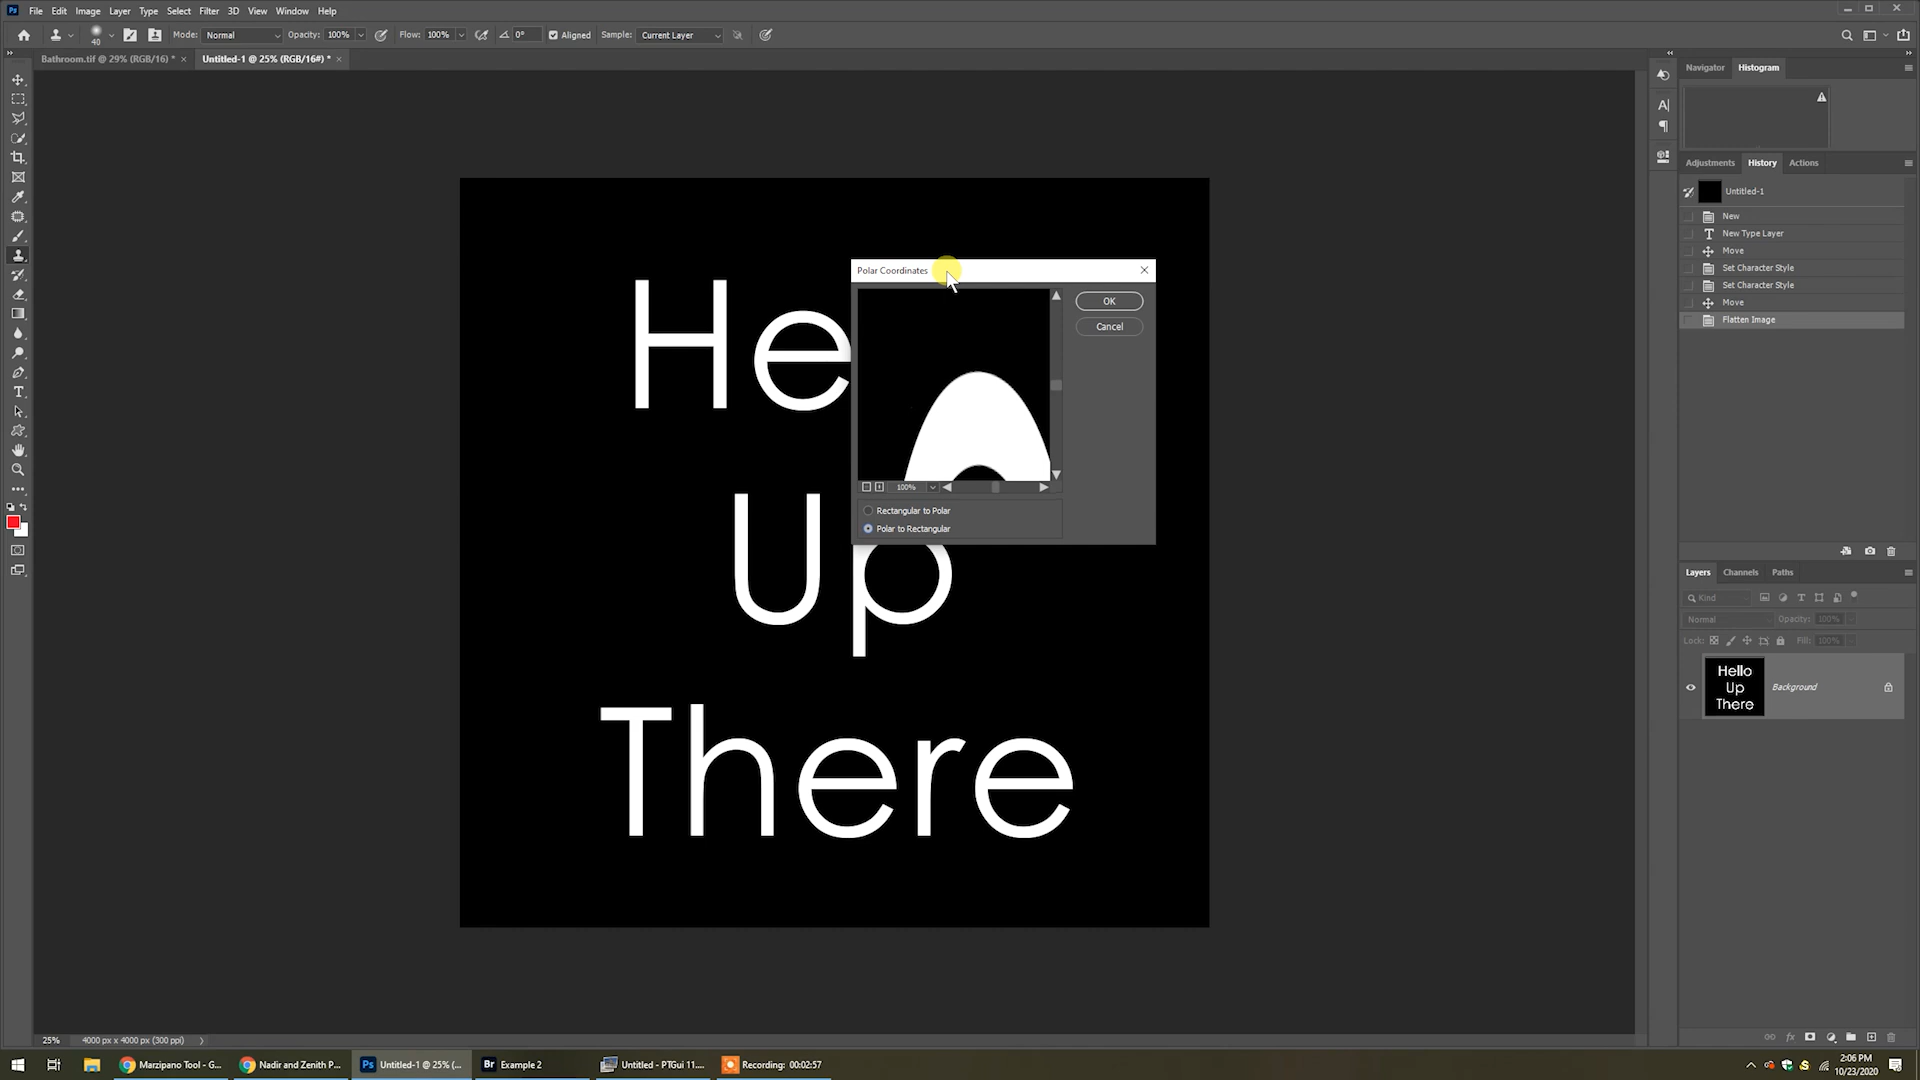 Ps File Edit Image Layer Type Select Filter 3D View Window Help
40 Mode: Normal Opacity: 100% Flow: 100% 0° Aligned Sample: Current Layer
Bathroom.tif @ 29% (RGB/16) * × Untitled-1 @ 25% (RGB/16#) * ×
Navigator Histogram
Adjustments History Actions
Untitled-1
New
New Type Layer
Move
Set Character Style
Set Character Style
Move
Flatten Image
He
Up
There
Polar Coordinates
OK
Cancel
100%
Rectangular to Polar
Polar to Rectangular
Layers Channels Paths
Kind
Normal Opacity: 100%
Lock: Fill: 100%
Hello
Up
There
Background
fx
25% 4000 px x 4000 px (300 ppi)
Marzipano Tool - G...
Nadir and Zenith P...
Ps Untitled-1 @ 25% (...
Br Example 2
Untitled - PTGui 11....
Recording: 00:02:57
2:06 PM
10/23/2020